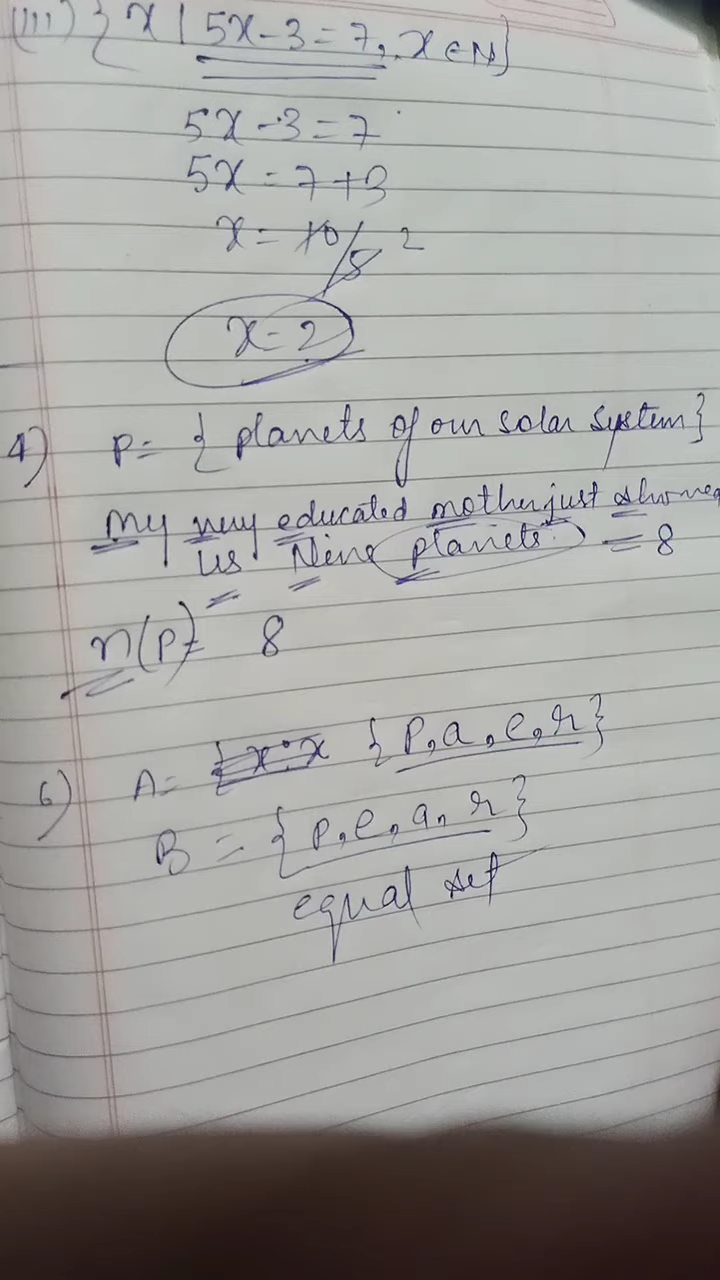 (iii) { x | 5x-3=7, x ∈ N}
5x-3=7
5x=7+3
x= 10/5 2
x=2
4) P= { planets of our solar system}
My very educated mother just showed
us Nine planets = 8
n(P)= 8
6) A= {x:x {P,a,e,r}
B = {p,e,a,r}
equal set